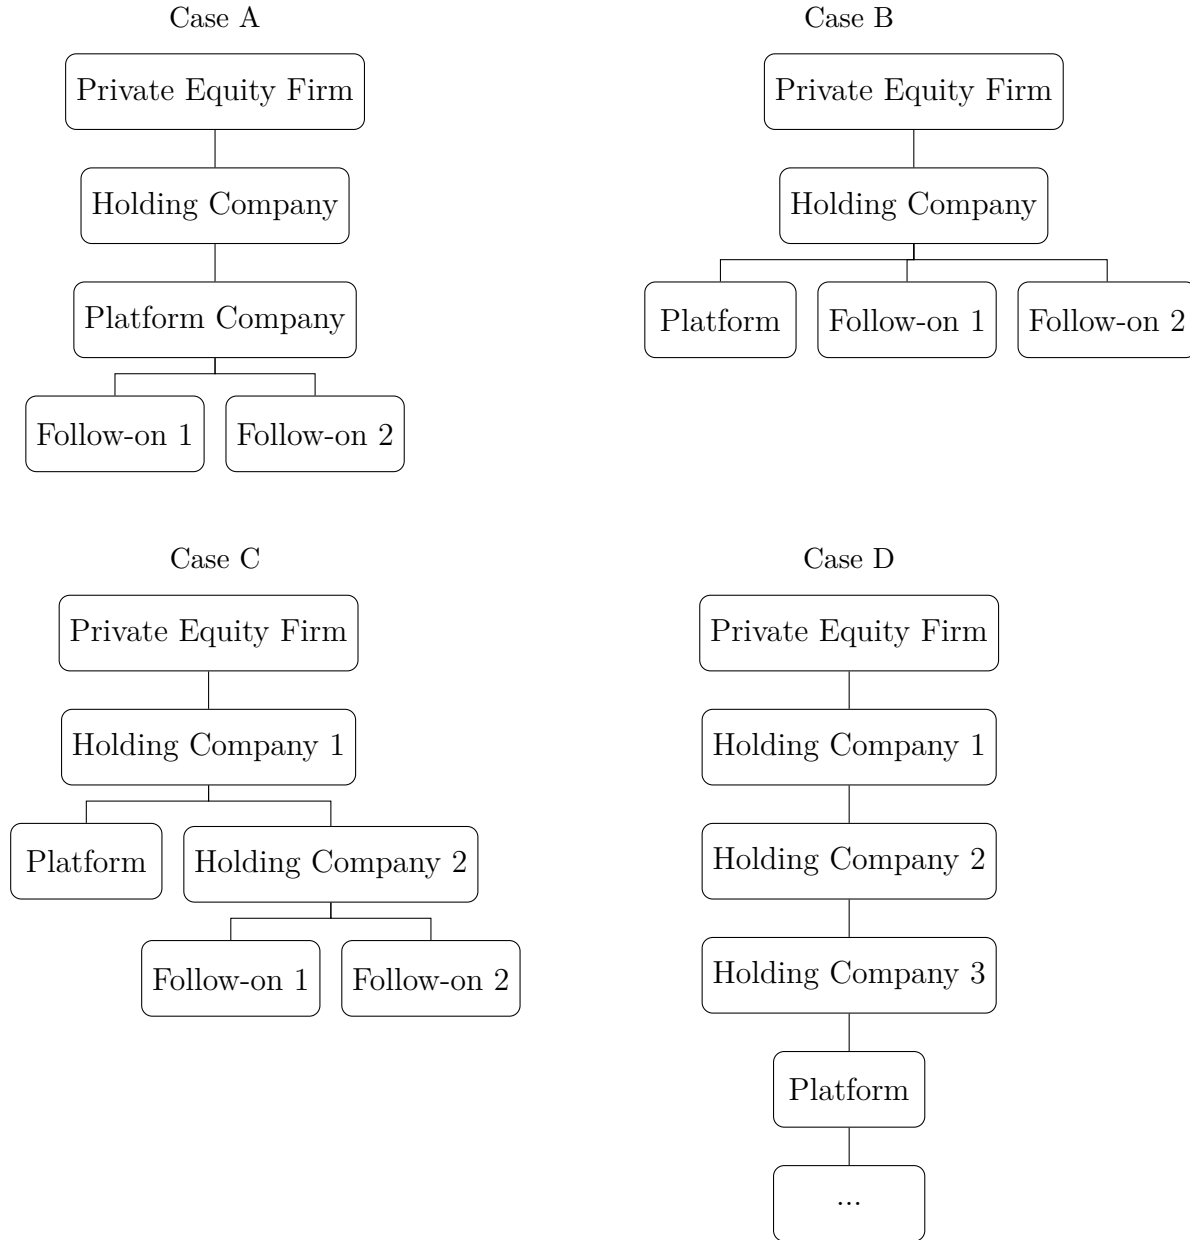 Case A
Private Equity Firm
Holding Company
Platform Company
Follow-on 1
Follow-on 2
Case B
Private Equity Firm
Holding Company
Platform
Follow-on 1
Follow-on 2
Case C
Private Equity Firm
Holding Company 1
Platform
Holding Company 2
Follow-on 1
Follow-on 2
Case D
Private Equity Firm
Holding Company 1
Holding Company 2
Holding Company 3
Platform
...